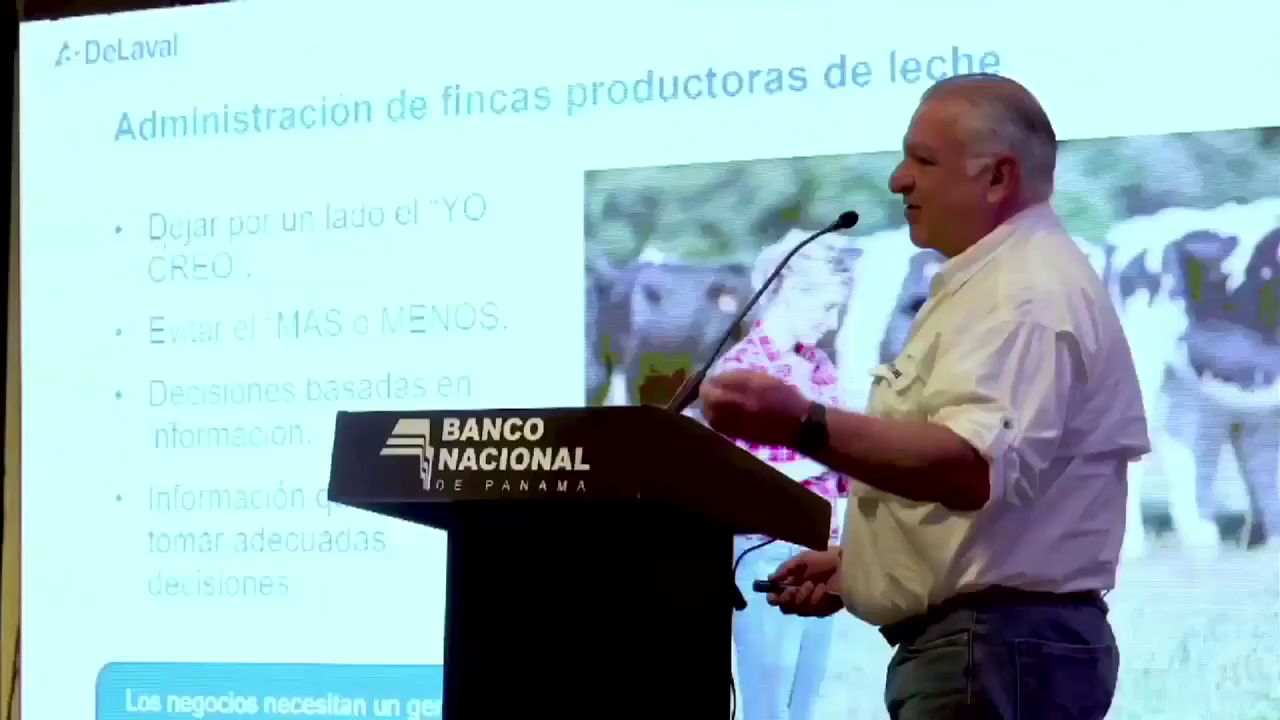 DeLaval
Administración de fincas productoras de leche
• Dejar por un lado el "YO
CREO".
• Evitar el "MAS o MENOS.
• Decisiones basadas en
información.
• Información
tomar adecuadas
decisiones
Los negocios necesitan un
BANCO
NACIONAL
DE PANAMA